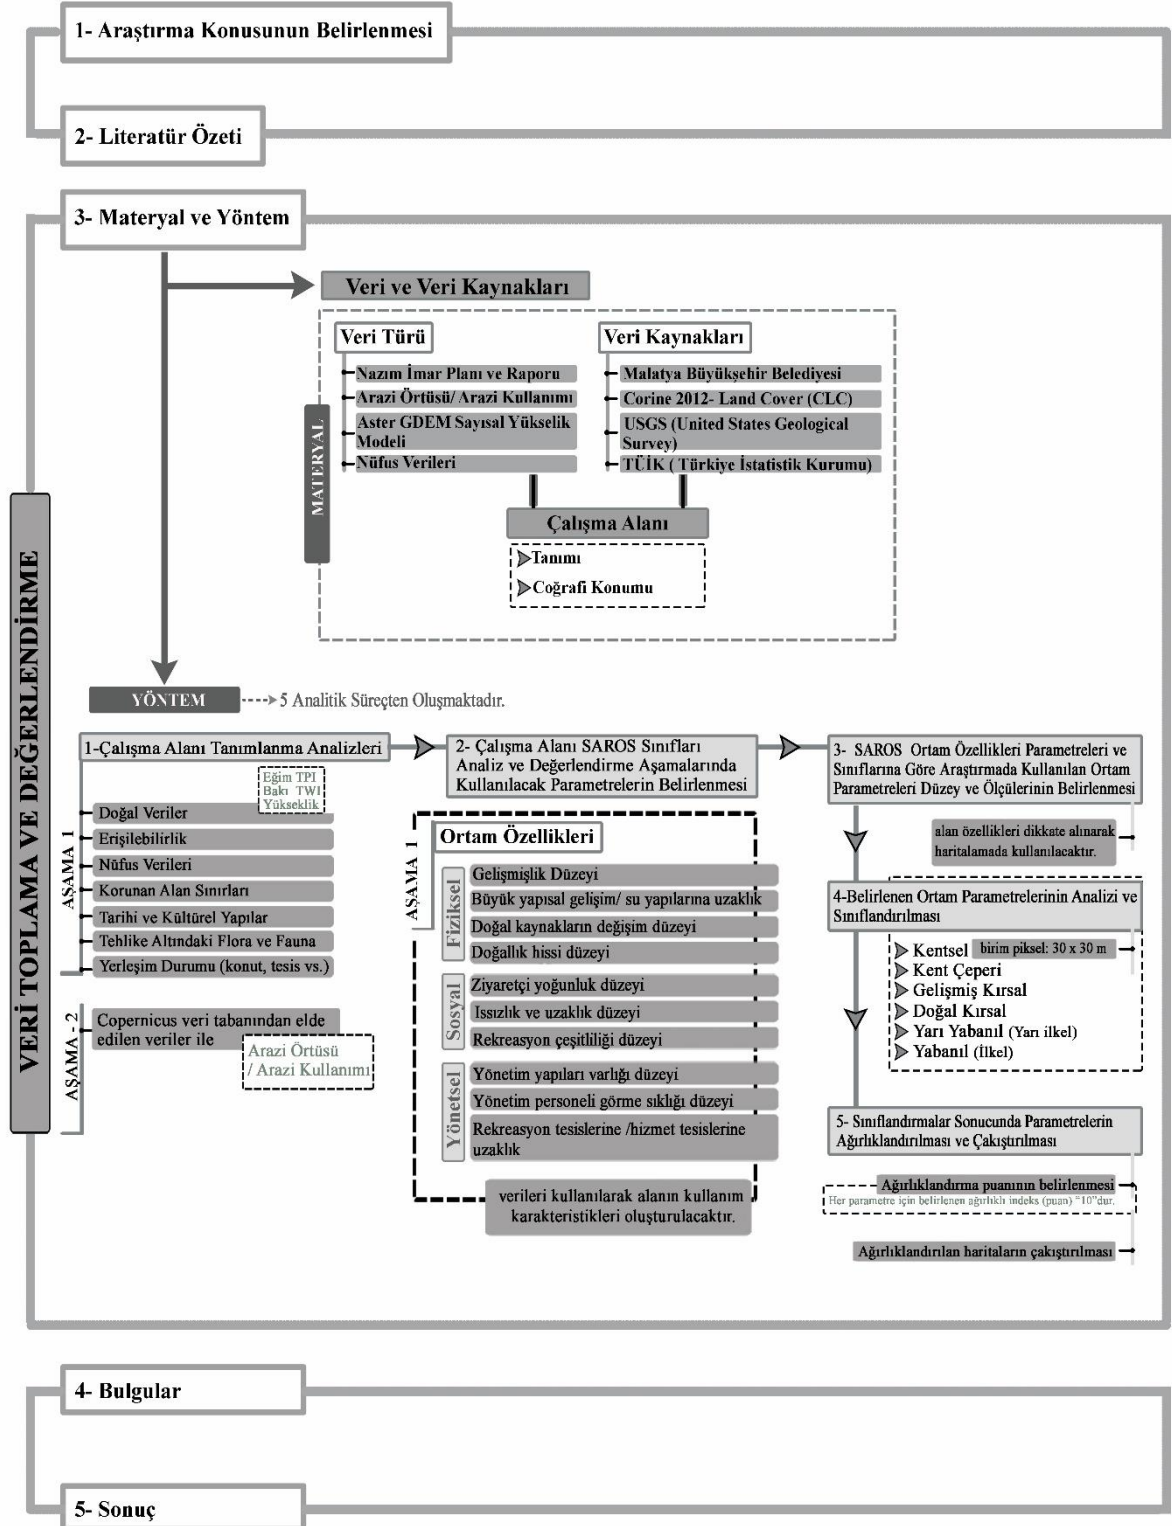 1- Araştırma Konusunun Belirlenmesi
2- Literatür Özeti
3- Materyal ve Yöntem
VERİ TOPLAMA VE DEĞERLENDİRME
Veri ve Veri Kaynakları
MATERYAL
Veri Türü
Nazım İmar Planı ve Raporu
Arazi Örtüsü/ Arazi Kullanımı
Aster GDEM Sayısal Yükselik
Modeli
Nüfus Verileri
Veri Kaynakları
Malatya Büyükşehir Belediyesi
Corine 2012- Land Cover (CLC)
USGS (United States Geological
Survey)
TÜİK ( Türkiye İstatistik Kurumu)
Çalışma Alanı
Tanımı
Coğrafi Konumu
YÖNTEM
5 Analitik Süreçten Oluşmaktadır.
1-Çalışma Alanı Tanımlanma Analizleri
Eğim TPI
Bakı TWI
Yükseklik
AŞAMA 1
Doğal Veriler
Erişilebilirlik
Nüfus Verileri
Korunan Alan Sınırları
Tarihi ve Kültürel Yapılar
Tehlike Altındaki Flora ve Fauna
Yerleşim Durumu (konut, tesis vs.)
AŞAMA - 2
Copernicus veri tabanından elde
edilen veriler ile
Arazi Örtüsü
/ Arazi Kullanımı
2- Çalışma Alanı SAROS Sınıfları
Analiz ve Değerlendirme Aşamalarında
Kullanılacak Parametrelerin Belirlenmesi
AŞAMA 1
Ortam Özellikleri
Fiziksel
Gelişmişlik Düzeyi
Büyük yapısal gelişim/ su yapılarına uzaklık
Doğal kaynakların değişim düzeyi
Doğallık hissi düzeyi
Sosyal
Ziyaretçi yoğunluk düzeyi
Issızlık ve uzaklık düzeyi
Rekreasyon çeşitliliği düzeyi
Yönetsel
Yönetim yapıları varlığı düzeyi
Yönetim personeli görme sıklığı düzeyi
Rekreasyon tesislerine /hizmet tesislerine
uzaklık
verileri kullanılarak alanın kullanım
karakteristikleri oluşturulacaktır.
3- SAROS Ortam Özellikleri Parametreleri ve
Sınıflarına Göre Araştırmada Kullanılan Ortam
Parametreleri Düzey ve Ölçülerinin Belirlenmesi
alan özellikleri dikkate alınarak
haritalamada kullanılacaktır.
4-Belirlenen Ortam Parametrelerinin Analizi ve
Sınıflandırılması
Kentsel birim piksel: 30 x 30 m
Kent Çeperi
Gelişmiş Kırsal
Doğal Kırsal
Yarı Yabanıl (Yarı ilkel)
Yabanıl (İlkel)
5- Sınıflandırmalar Sonucunda Parametrelerin
Ağırlıklandırılması ve Çakıştırılması
Ağırlıklandırma puanının belirlenmesi
Her parametre için belirlenen ağırlıklı indeks (puan) "10"dur.
Ağırlıklandırılan haritaların çakıştırılması
4- Bulgular
5- Sonuç